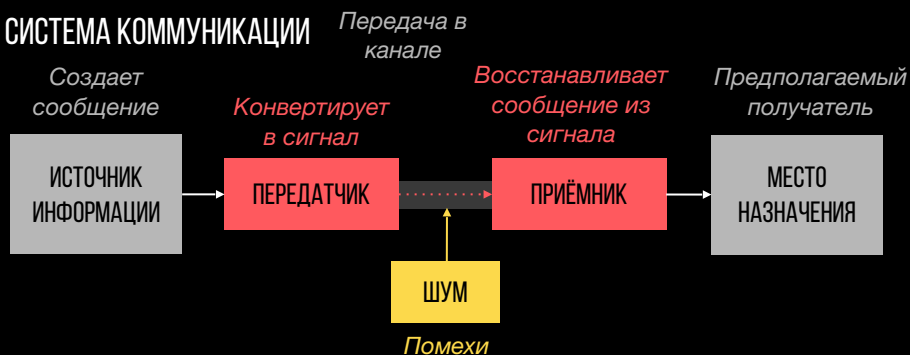 СИСТЕМА КОММУНИКАЦИИ
Передача в
канале
Создает
сообщение
Конвертирует
в сигнал
Восстанавливает
сообщение из
сигнала
Предполагаемый
получатель
ИСТОЧНИК
ИНФОРМАЦИИ
ПЕРЕДАТЧИК
ПРИЁМНИК
МЕСТО
НАЗНАЧЕНИЯ
ШУМ
Помехи